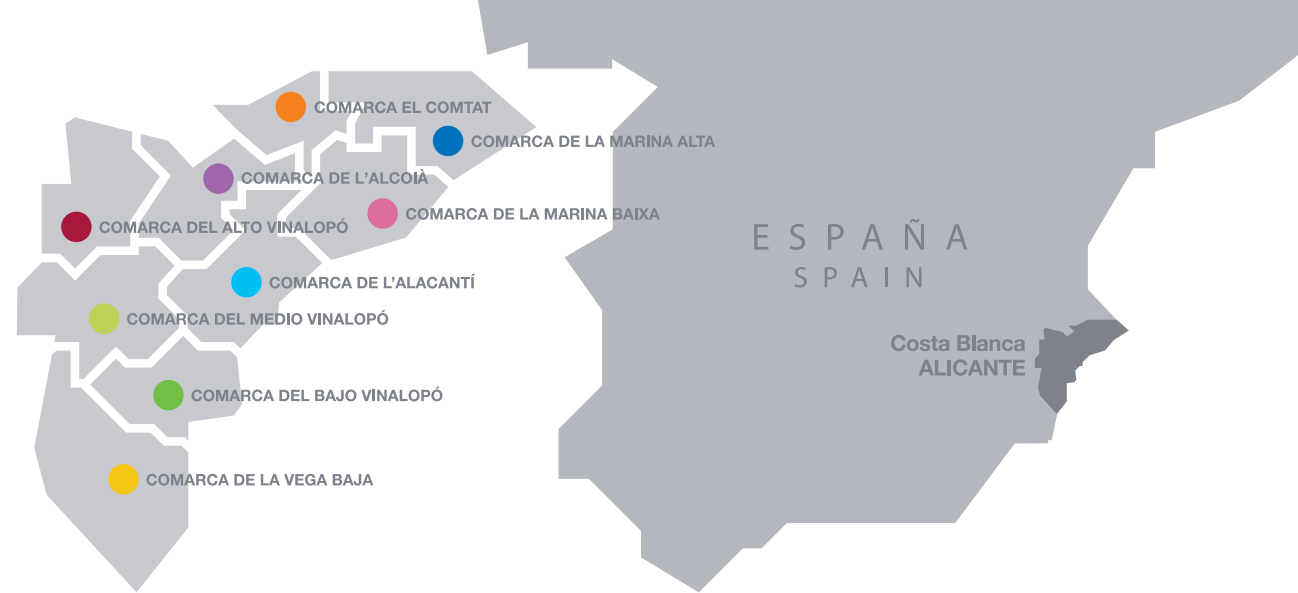 COMARCA EL COMTAT
COMARCA DE LA MARINA ALTA
COMARCA DE L'ALCOIÀ
COMARCA DE LA MARINA BAIXA
COMARCA DEL ALTO VINALOPÓ
COMARCA DE L'ALACANTÍ
COMARCA DEL MEDIO VINALOPÓ
COMARCA DEL BAJO VINALOPÓ
COMARCA DE LA VEGA BAJA
ESPAÑA
SPAIN
Costa Blanca
ALICANTE